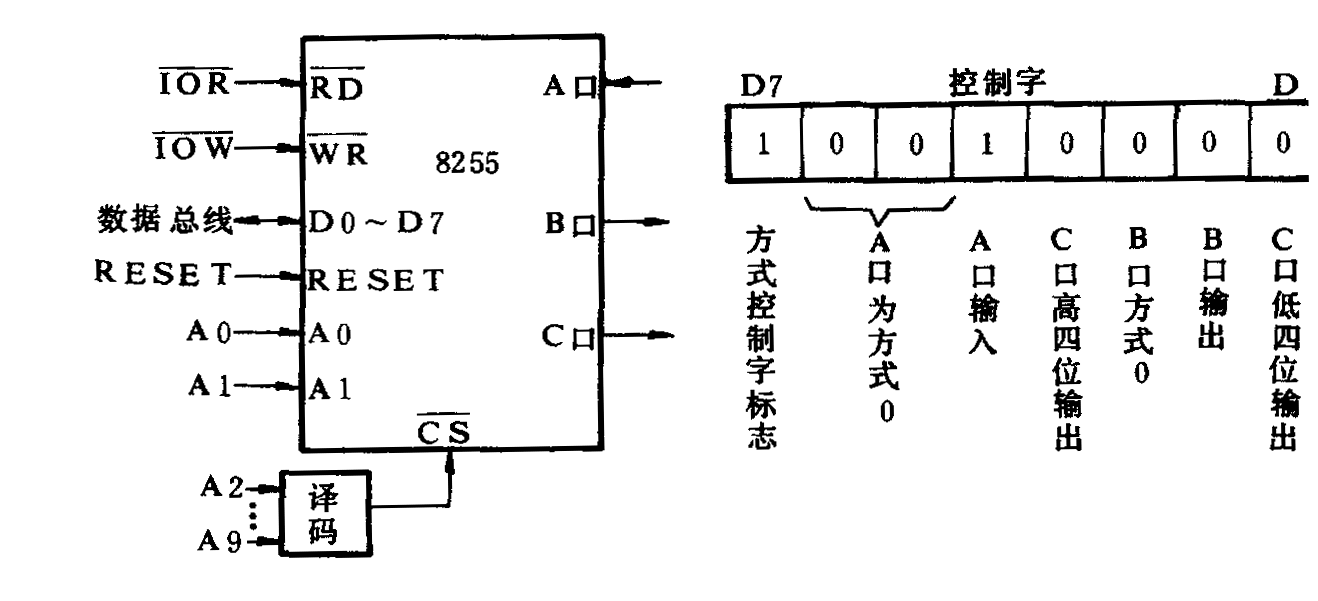 IOR
RD
A口
IOW
WR
8255
数据总线
D0~D7
B口
RESET
RESET
A0
A0
C口
A1
A1
CS
A2
A9
译码
D7
控制字
D
1 0 0 1 0 0 0 0
方式控制字标志
A口为方式0
A口输入
C口高四位输出
B口方式0
B口输出
C口低四位输出